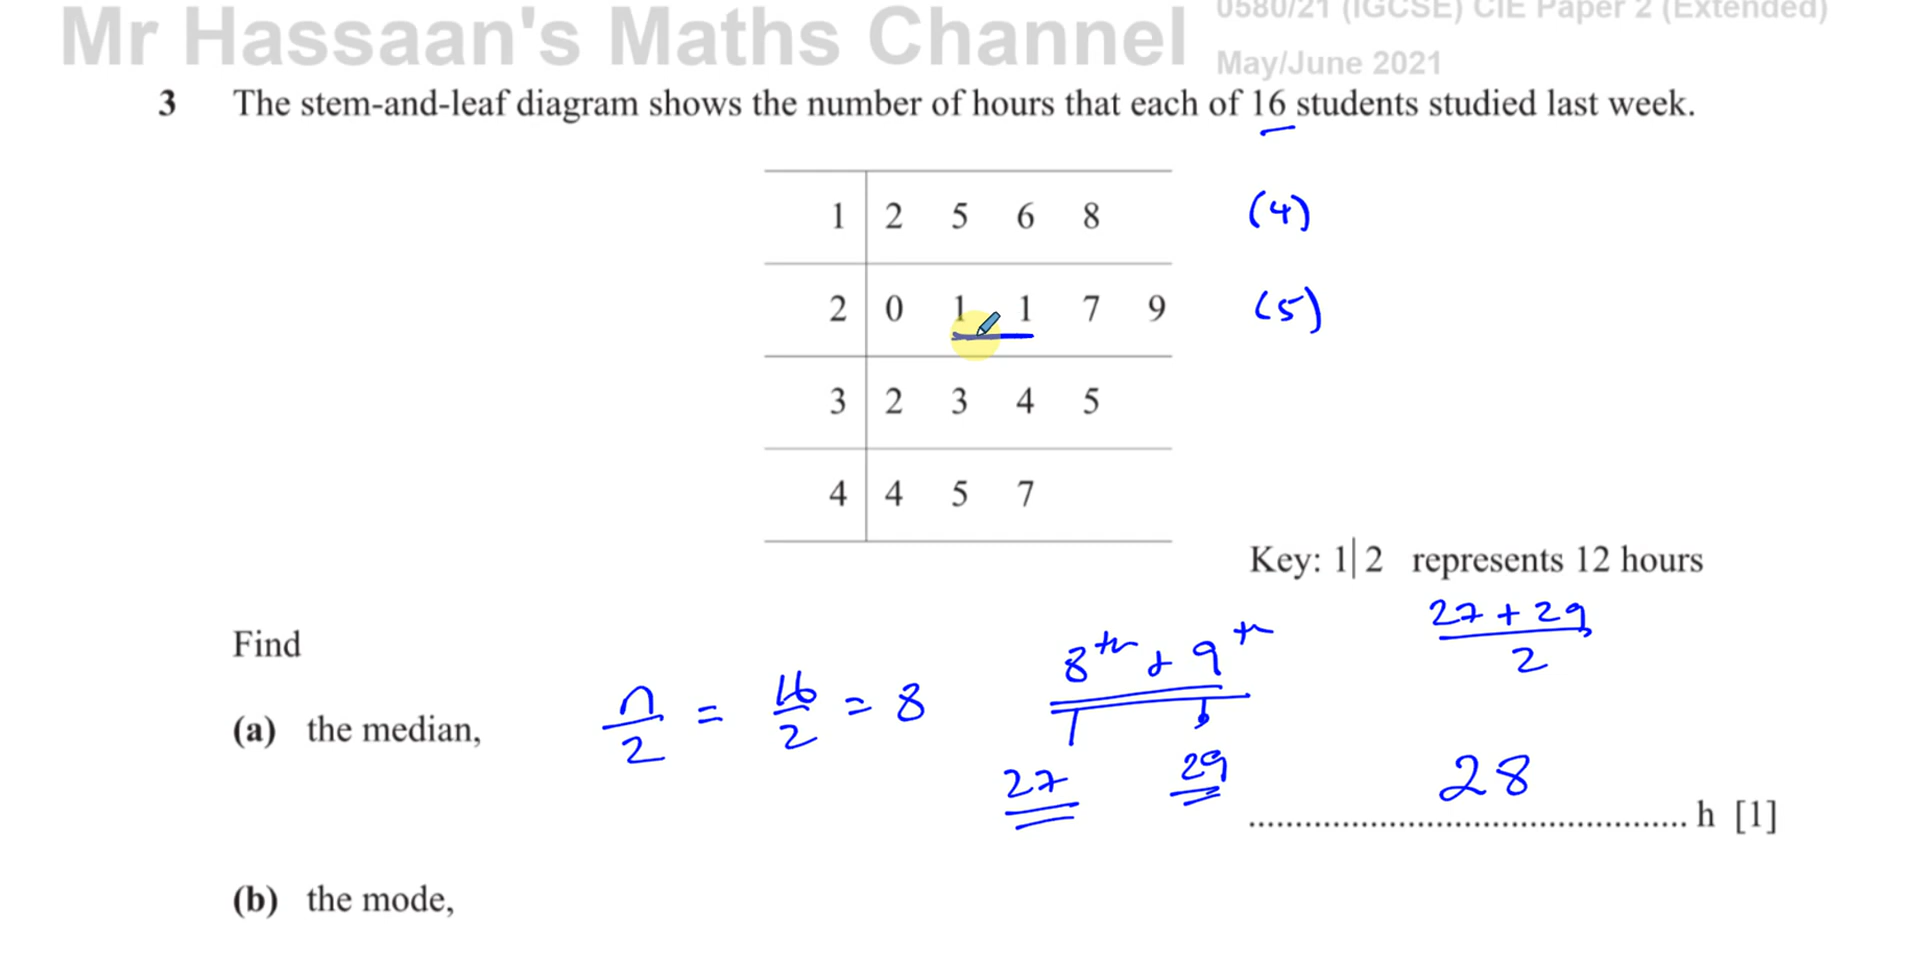 Mr Hassaan's Maths Channel
0580/21 (IGCSE) CIE Paper 2 (Extended)
May/June 2021
3 The stem-and-leaf diagram shows the number of hours that each of 16 students studied last week.
1 | 2 5 6 8 (4)
2 | 0 1 1 7 9 (5)
3 | 2 3 4 5
4 | 4 5 7
Key: 1|2 represents 12 hours
Find
27 + 29
2
(a) the median,
n/2 = 16/2 = 8
8th + 9th
27 29
28
........................................ h [1]
(b) the mode,